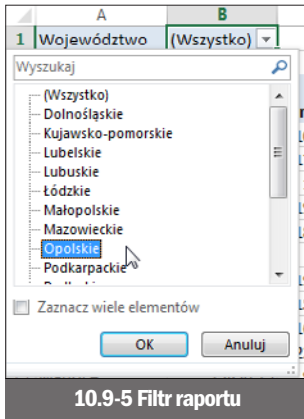 A B
1 Województwo (Wszystko)
Wyszukaj
(Wszystko)
Dolnośląskie
Kujawsko-pomorskie
Lubelskie
Lubuskie
Łódzkie
Małopolskie
Mazowieckie
Opolskie
Podkarpackie
Zaznacz wiele elementów
OK Anuluj
10.9-5 Filtr raportu